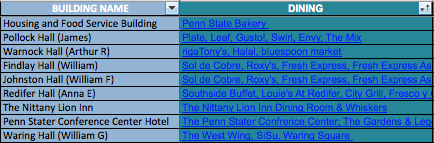 BUILDING NAME DINING
Housing and Food Service Building Penn State Bakery
Pollock Hall (James) Plate, Leaf, Gusto!, Swirl, Envy, The Mix
Warnock Hall (Arthur R) rigaTony's, Halal, bluespoon market
Findlay Hall (William) Sol de Cobre, Roxy's, Fresh Express, Fresh Express As
Johnston Hall (William F) Sol de Cobre, Roxy's, Fresh Express, Fresh Express As
Redifer Hall (Anna E) Southside Buffet, Louie's At Redifer, City Grill, Fresco y
The Nittany Lion Inn The Nittany Lion Inn Dining Room & Whiskers
Penn Stater Conference Center Hotel The Penn Stater Confrence Center; The Gardens & Leg
Waring Hall (William G) The West Wing, SiSu, Waring Square